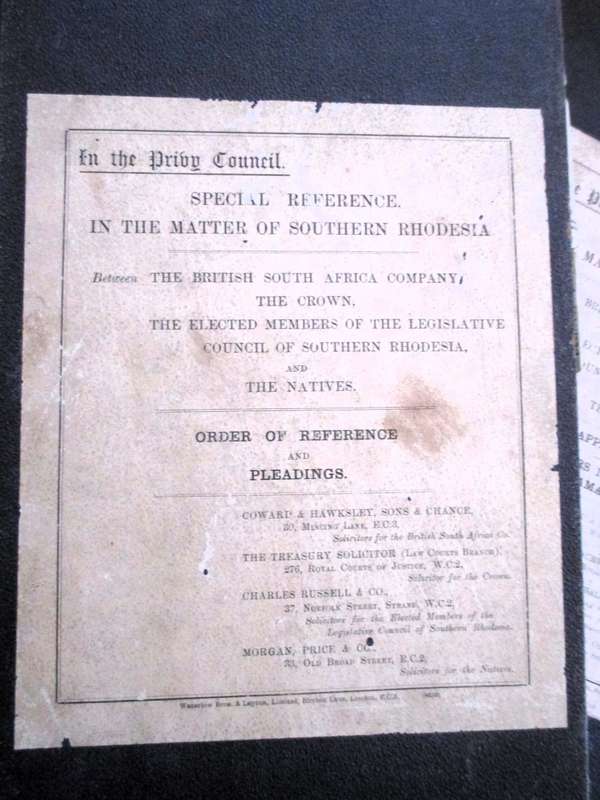 In the Privy Council.
SPECIAL REFERENCE.
IN THE MATTER OF SOUTHERN RHODESIA
Between THE BRITISH SOUTH AFRICA COMPANY,
THE CROWN,
THE ELECTED MEMBERS OF THE LEGISLATIVE
COUNCIL OF SOUTHERN RHODESIA,
AND
THE NATIVES.
ORDER OF REFERENCE
AND
PLEADINGS.
COWARD & HAWKSLEY, SONS & CHANCE,
30, MINCING LANE, E.C.3,
Solicitors for the British South Africa Co.
THE TREASURY SOLICITOR (LAW COURTS BRANCH),
276, ROYAL COURTS OF JUSTICE, W.C.2,
Solicitor for the Crown.
CHARLES RUSSELL & CO.,
37, NORFOLK STREET, STRAND, W.C.2,
Solicitors for the Elected Members of the
Legislative Council of Southern Rhodesia.
MORGAN, PRICE & CO.,
33, OLD BROAD STREET, E.C.2,
Solicitors for the Natives.
Waterlow Bros. & Layton, Limited, London,